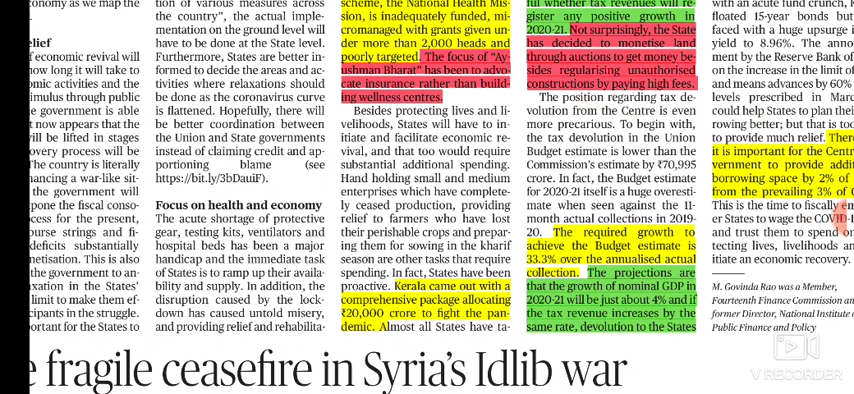 onomy as we map the
.
elief
f economic revival will
how long it will take to
omic activities and the
timulus through public
e government is able
t now appears that the
will be lifted in stages
overy process will be
The country is literally
nancing a war-like sit-
the government will
pone the fiscal conso-
cess for the present,
ourse strings and fi-
deficits substantially
netisation. This is also
the government to an-
axation in the States'
limit to make them ef-
cipants in the struggle.
portant for the States to
tion of various measures across
the country”, the actual imple-
mentation on the ground level will
have to be done at the State level.
Furthermore, States are better in-
formed to decide the areas and ac-
tivities where relaxations should
be done as the coronavirus curve
is flattened. Hopefully, there will
be better coordination between
the Union and State governments
instead of claiming credit and ap-
portioning blame (see
https://bit.ly/3bDauiF).
Focus on health and economy
The acute shortage of protective
gear, testing kits, ventilators and
hospital beds has been a major
handicap and the immediate task
of States is to ramp up their availa-
bility and supply. In addition, the
disruption caused by the lock-
down has caused untold misery,
and providing relief and rehabilita-
scheme, the National Health Mis-
sion, is inadequately funded, mi-
cromanaged with grants given un-
der more than 2,000 heads and
poorly targeted. The focus of “Ay-
ushman Bharat” has been to advo-
cate insurance rather than build-
ing wellness centres.
Besides protecting lives and li-
velihoods, States will have to in-
itiate and facilitate economic re-
vival, and that too would require
substantial additional spending.
Hand holding small and medium
enterprises which have complete-
ly ceased production, providing
relief to farmers who have lost
their perishable crops and prepar-
ing them for sowing in the kharif
season are other tasks that require
spending. In fact, States have been
proactive. Kerala came out with a
comprehensive package allocating
₹20,000 crore to fight the pan-
demic. Almost all States have ta-
ful whether tax revenues will re-
gister any positive growth in
2020-21. Not surprisingly, the State
has decided to monetise land
through auctions to get money be-
sides regularising unauthorised
constructions by paying high fees.
The position regarding tax de-
volution from the Centre is even
more precarious. To begin with,
the tax devolution in the Union
Budget estimate is lower than the
Commission's estimate by ₹70,995
crore. In fact, the Budget estimate
for 2020-21 itself is a huge overesti-
mate when seen against the 11-
month actual collections in 2019-
20. The required growth to
achieve the Budget estimate is
33.3% over the annualised actual
collection. The projections are
that the growth of nominal GDP in
2020-21 will be just about 4% and if
the tax revenue increases by the
same rate, devolution to the States
with an acute fund crunch, K
floated 15-year bonds but
faced with a huge upsurge i
yield to 8.96%. The anno
ment by the Reserve Bank of
on the increase in the limit of
and means advances by 60%
levels prescribed in Marc
could help States to plan thei
rowing better; but that is too
to provide much relief. There
it is important for the Centr
vernment to provide addit
borrowing space by 2% of
from the prevailing 3% of G
This is the time to fiscally em
er States to wage the COVID-1
and trust them to spend on
tecting lives, livelihoods an
itiate an economic recovery.
M. Govinda Rao was a Member,
Fourteenth Finance Commission an
former Director, National Institute o
Public Finance and Policy
e fragile ceasefire in Syria's Idlib war
V RECORDER